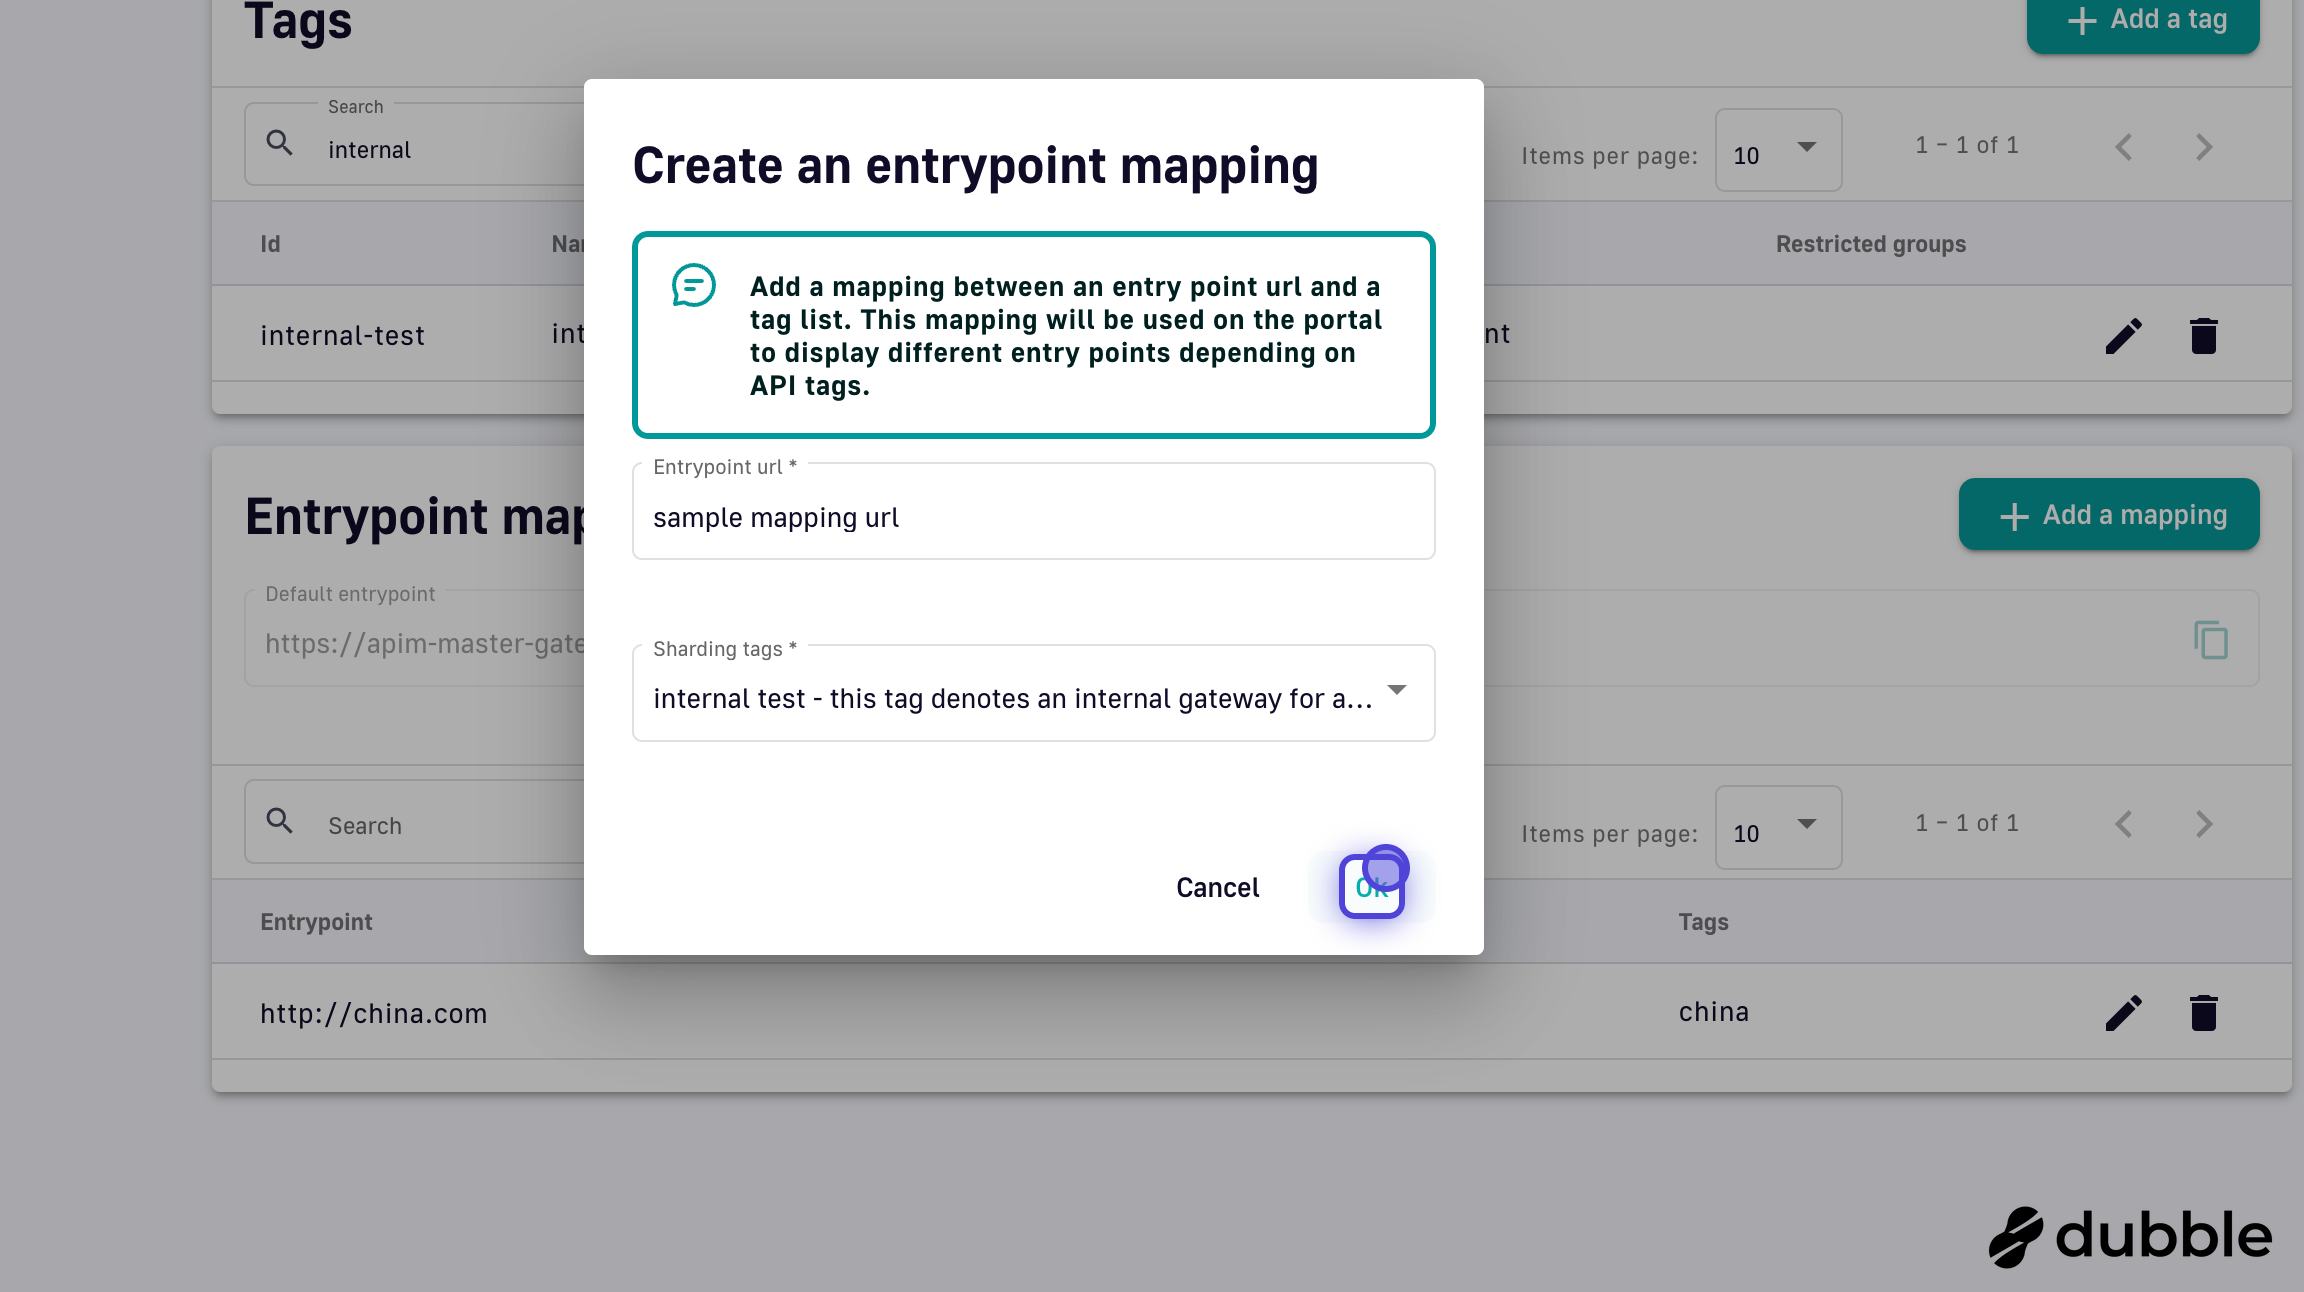 Tags
Add a tag
Search
internal
Items per page:
10
1 – 1 of 1
Id
Restricted groups
internal-test
Create an entrypoint mapping
Add a mapping between an entry point url and a
tag list. This mapping will be used on the portal
to display different entry points depending on
API tags.
Entrypoint url *
sample mapping url
Sharding tags *
internal test - this tag denotes an internal gateway for a...
Cancel
Ok
Entrypoint
Add a mapping
Default entrypoint
https://apim-master-gate
Search
Items per page:
10
1 – 1 of 1
Entrypoint
Tags
http://china.com
china
dubble